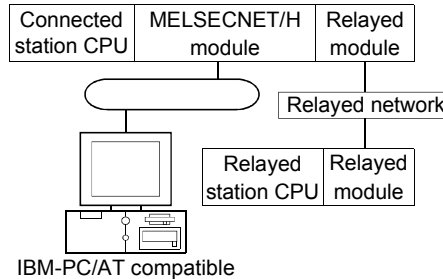 Connected station CPU
MELSECNET/H module
Relayed module
Relayed network
Relayed station CPU
Relayed module
IBM-PC/AT compatible